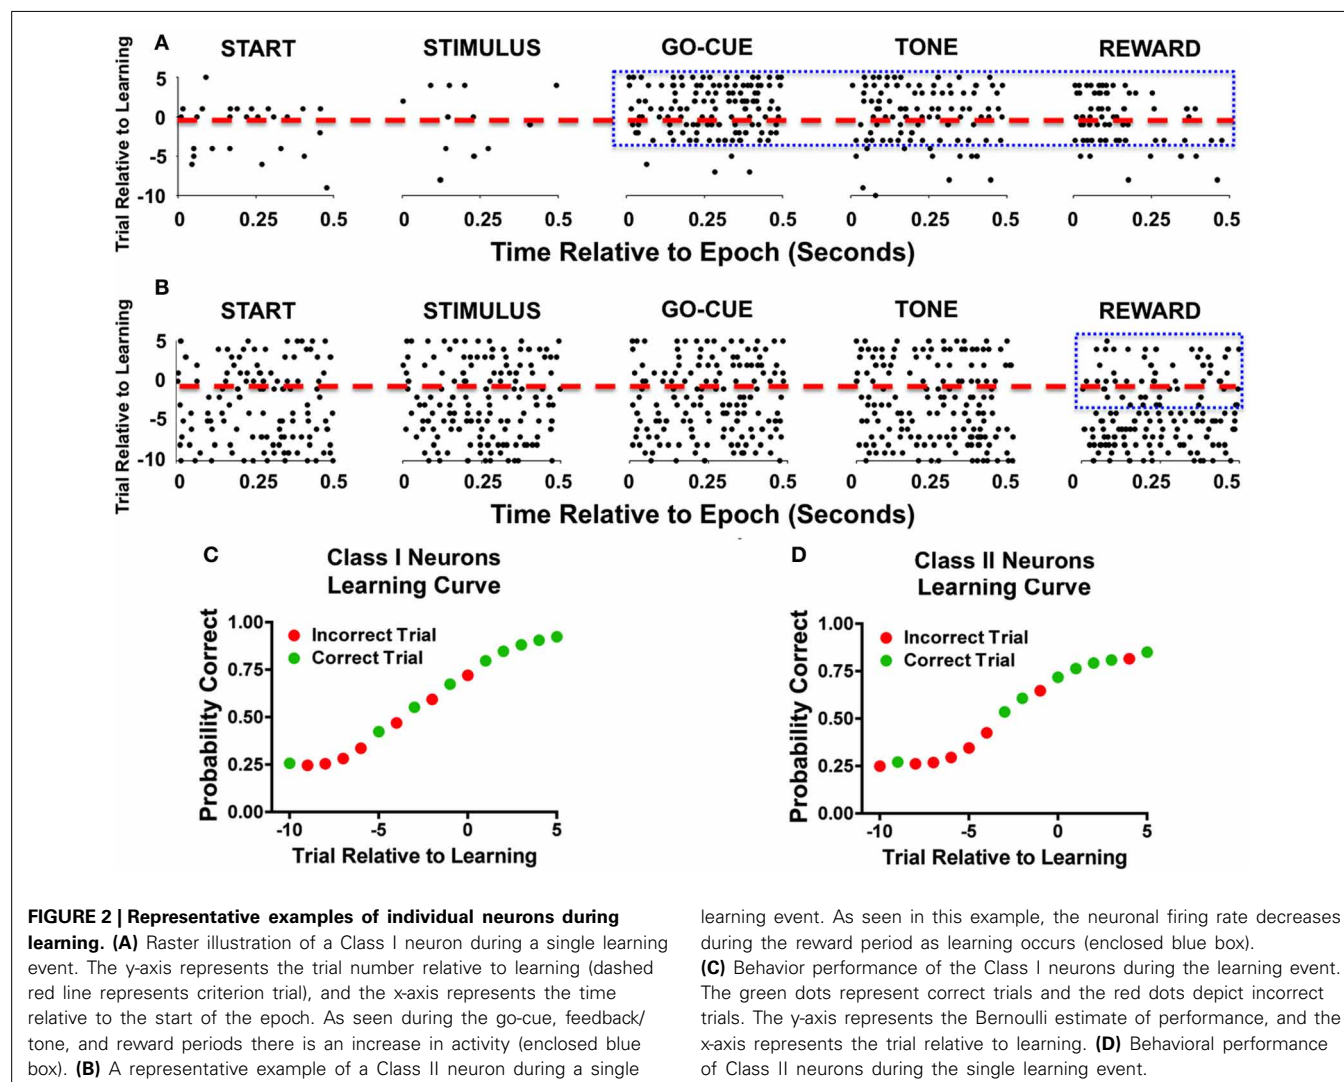 A
START STIMULUS GO-CUE TONE REWARD
Trial Relative to Learning
5
0
-5
-10
0 0.25 0.5 0 0.25 0.5 0 0.25 0.5 0 0.25 0.5 0 0.25 0.5
Time Relative to Epoch (Seconds)
B
START STIMULUS GO-CUE TONE REWARD
Trial Relative to Learning
5
0
-5
-10
0 0.25 0.5 0 0.25 0.5 0 0.25 0.5 0 0.25 0.5 0 0.25 0.5
Time Relative to Epoch (Seconds)
C
Class I Neurons
Learning Curve
Probability Correct
1.00
0.75
0.50
0.25
0.00
Incorrect Trial
Correct Trial
-10 -5 0 5
Trial Relative to Learning
D
Class II Neurons
Learning Curve
Probability Correct
1.00
0.75
0.50
0.25
0.00
Incorrect Trial
Correct Trial
-10 -5 0 5
Trial Relative to Learning
FIGURE 2 | Representative examples of individual neurons during
learning. (A) Raster illustration of a Class I neuron during a single learning
event. The y-axis represents the trial number relative to learning (dashed
red line represents criterion trial), and the x-axis represents the time
relative to the start of the epoch. As seen during the go-cue, feedback/
tone, and reward periods there is an increase in activity (enclosed blue
box). (B) A representative example of a Class II neuron during a single
learning event. As seen in this example, the neuronal firing rate decreases
during the reward period as learning occurs (enclosed blue box).
(C) Behavior performance of the Class I neurons during the learning event.
The green dots represent correct trials and the red dots depict incorrect
trials. The y-axis represents the Bernoulli estimate of performance, and the
x-axis represents the trial relative to learning. (D) Behavioral performance
of Class II neurons during the single learning event.